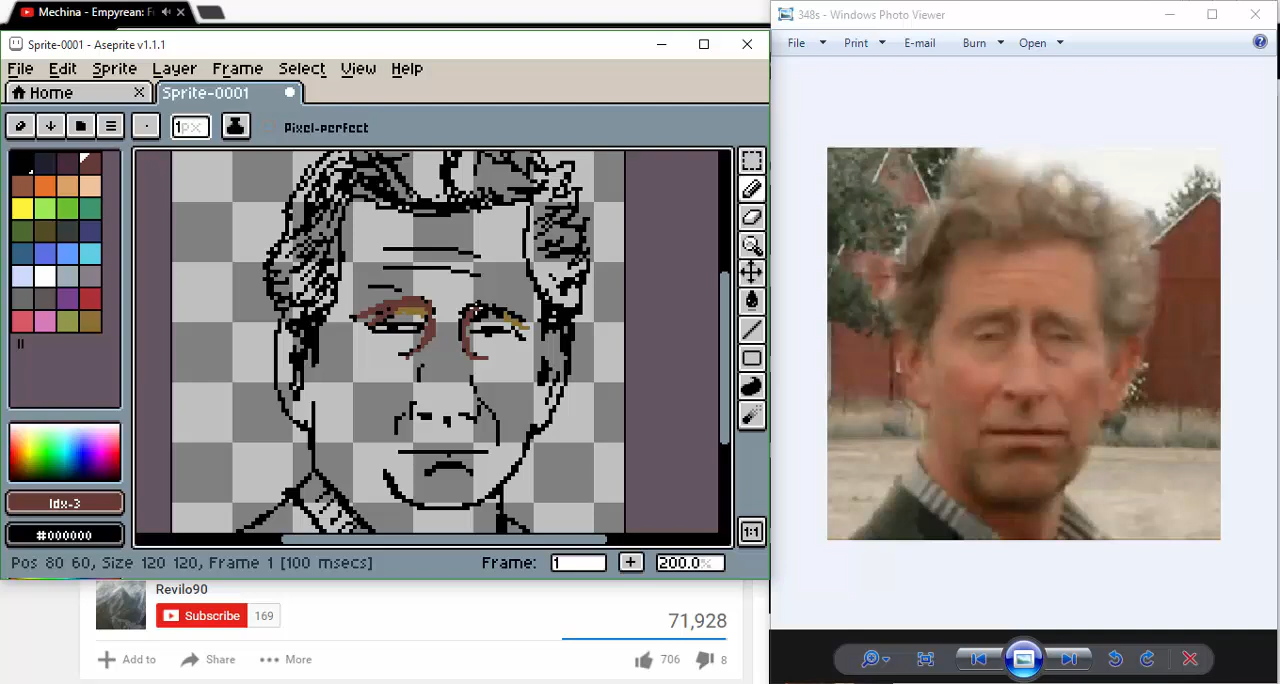 Mechina - Empyrean: F
348s - Windows Photo Viewer
Sprite-0001 - Aseprite v1.1.1
File Print E-mail Burn Open
File Edit Sprite Layer Frame Select View Help
Home Sprite-0001
1px Pixel-perfect
Idx-3
#000000
1:1
Pos 80 60, Size 120 120, Frame 1 [100 msecs] Frame: 1 + 200.0%
Revilo90
Subscribe 169
71,928
Add to Share More 706 8